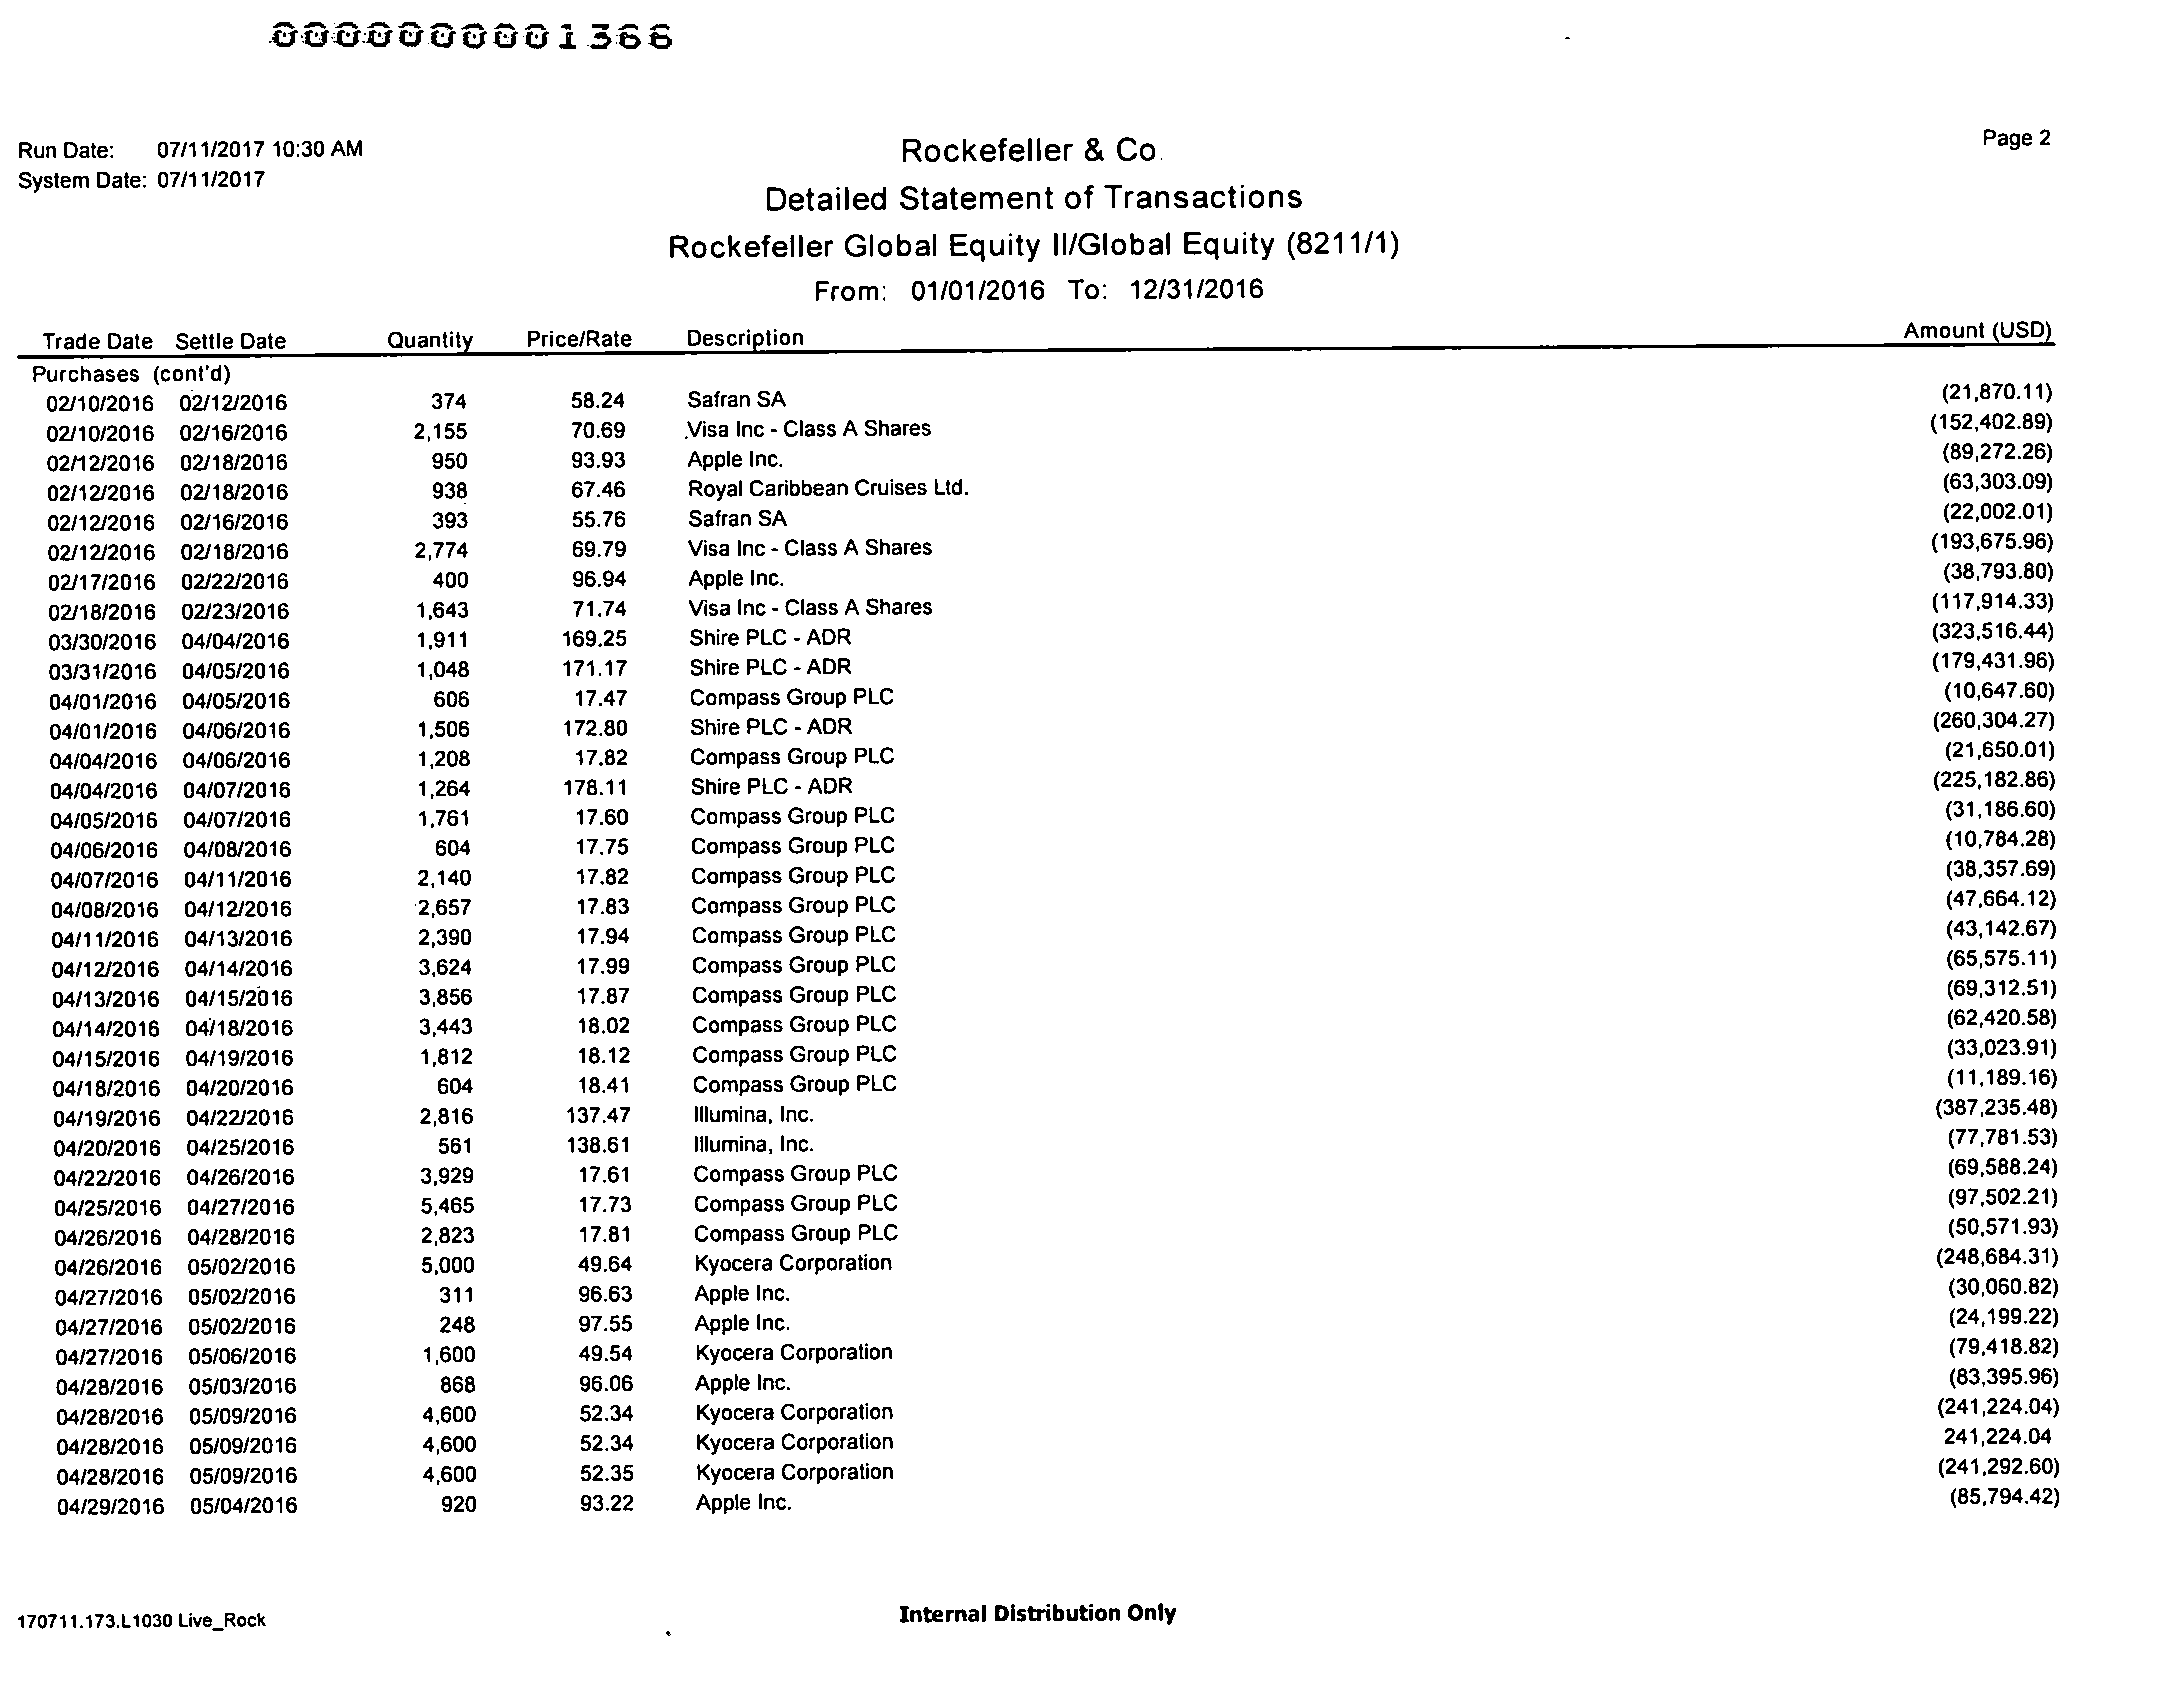 0000000001366
Run Date: 07/11/2017 10:30 AM
Rockefeller & Co.
Page 2
System Date: 07/11/2017
Detailed Statement of Transactions
Rockefeller Global Equity II/Global Equity (8211/1)
From: 01/01/2016 To: 12/31/2016
Trade Date Settle Date Quantity Price/Rate Description Amount (USD)
Purchases (cont'd)
02/10/2016 02/12/2016 374 58.24 Safran SA (21,870.11)
02/10/2016 02/16/2016 2,155 70.69 Visa Inc - Class A Shares (152,402.89)
02/12/2016 02/18/2016 950 93.93 Apple Inc. (89,272.26)
02/12/2016 02/18/2016 938 67.46 Royal Caribbean Cruises Ltd. (63,303.09)
02/12/2016 02/16/2016 393 55.76 Safran SA (22,002.01)
02/12/2016 02/18/2016 2,774 69.79 Visa Inc - Class A Shares (193,675.96)
02/17/2016 02/22/2016 400 96.94 Apple Inc. (38,793.80)
02/18/2016 02/23/2016 1,643 71.74 Visa Inc - Class A Shares (117,914.33)
03/30/2016 04/04/2016 1,911 169.25 Shire PLC - ADR (323,516.44)
03/31/2016 04/05/2016 1,048 171.17 Shire PLC - ADR (179,431.96)
04/01/2016 04/05/2016 606 17.47 Compass Group PLC (10,647.60)
04/01/2016 04/06/2016 1,506 172.80 Shire PLC - ADR (260,304.27)
04/04/2016 04/06/2016 1,208 17.82 Compass Group PLC (21,650.01)
04/04/2016 04/07/2016 1,264 178.11 Shire PLC - ADR (225,182.86)
04/05/2016 04/07/2016 1,761 17.60 Compass Group PLC (31,186.60)
04/06/2016 04/08/2016 604 17.75 Compass Group PLC (10,784.28)
04/07/2016 04/11/2016 2,140 17.82 Compass Group PLC (38,357.69)
04/08/2016 04/12/2016 2,657 17.83 Compass Group PLC (47,664.12)
04/11/2016 04/13/2016 2,390 17.94 Compass Group PLC (43,142.67)
04/12/2016 04/14/2016 3,624 17.99 Compass Group PLC (65,575.11)
04/13/2016 04/15/2016 3,856 17.87 Compass Group PLC (69,312.51)
04/14/2016 04/18/2016 3,443 18.02 Compass Group PLC (62,420.58)
04/15/2016 04/19/2016 1,812 18.12 Compass Group PLC (33,023.91)
04/18/2016 04/20/2016 604 18.41 Compass Group PLC (11,189.16)
04/19/2016 04/22/2016 2,816 137.47 Illumina, Inc. (387,235.48)
04/20/2016 04/25/2016 561 138.61 Illumina, Inc. (77,781.53)
04/22/2016 04/26/2016 3,929 17.61 Compass Group PLC (69,588.24)
04/25/2016 04/27/2016 5,465 17.73 Compass Group PLC (97,502.21)
04/26/2016 04/28/2016 2,823 17.81 Compass Group PLC (50,571.93)
04/26/2016 05/02/2016 5,000 49.64 Kyocera Corporation (248,684.31)
04/27/2016 05/02/2016 311 96.63 Apple Inc. (30,060.82)
04/27/2016 05/02/2016 248 97.55 Apple Inc. (24,199.22)
04/27/2016 05/06/2016 1,600 49.54 Kyocera Corporation (79,418.82)
04/28/2016 05/03/2016 868 96.06 Apple Inc. (83,395.96)
04/28/2016 05/09/2016 4,600 52.34 Kyocera Corporation (241,224.04)
04/28/2016 05/09/2016 4,600 52.34 Kyocera Corporation 241,224.04
04/28/2016 05/09/2016 4,600 52.35 Kyocera Corporation (241,292.60)
04/29/2016 05/04/2016 920 93.22 Apple Inc. (85,794.42)
170711.173.L1030 Live_Rock
Internal Distribution Only